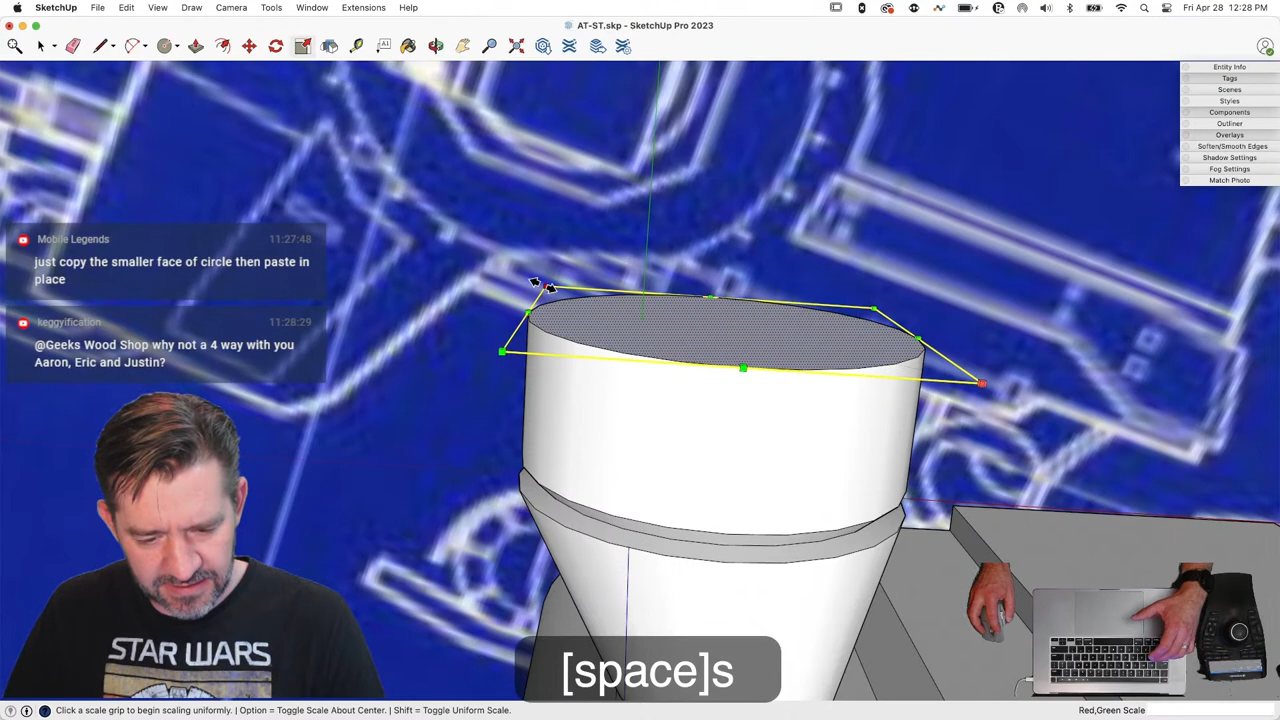 SketchUp File Edit View Draw Camera Tools Window Extensions Help Fri Apr 28 12:28 PM
AT-ST.skp - SketchUp Pro 2023
Entity Info
Tags
Scenes
Styles
Components
Outliner
Overlays
Soften/Smooth Edges
Shadow Settings
Fog Settings
Match Photo
Mobile Legends 11:27:48
just copy the smaller face of circle then paste in
place
keggyification 11:28:29
@Geeks Wood Shop why not a 4 way with you
Aaron, Eric and Justin?
STAR WARS
[space]s
Click a scale grip to begin scaling uniformly. | Option = Toggle Scale About Center. | Shift = Toggle Uniform Scale. Red,Green Scale